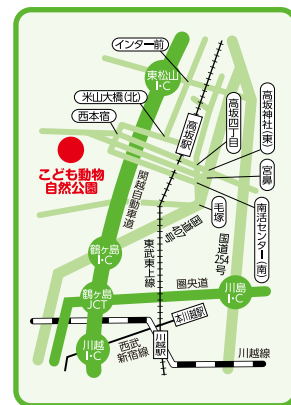 インター前
東松山
I・C
米山大橋(北)
西本宿
高坂駅
高坂四丁目
高坂神社(東)
宮鼻
こども動物
自然公園
関越自動車道
毛塚
南活センター(南)
国道407号
国道254号
東武東上線
鶴ヶ島
I・C
鶴ヶ島
JCT
圏央道
川島
I・C
本川越駅
川越
I・C
西武
新宿線
川越駅
川越線